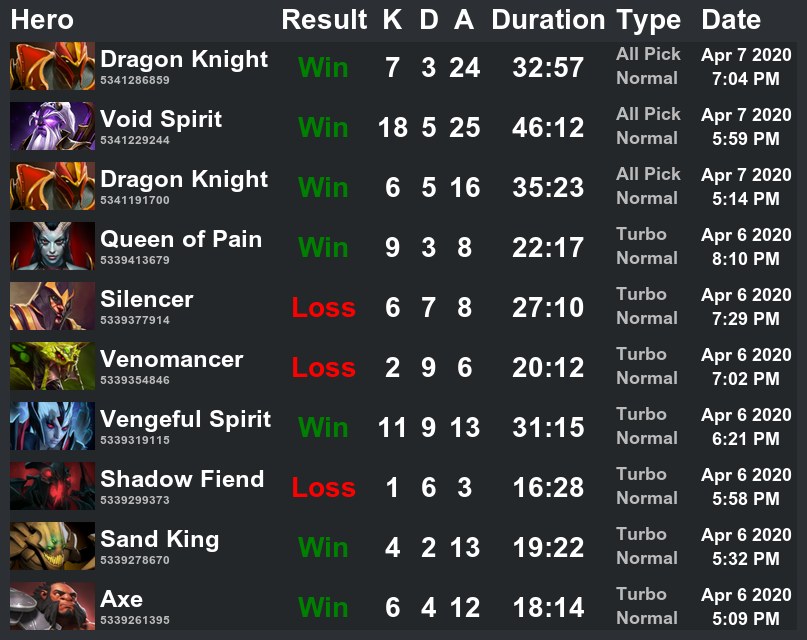 Hero Result K D A Duration Type Date
Dragon Knight 5341286859 Win 7 3 24 32:57 All Pick Normal Apr 7 2020 7:04 PM
Void Spirit 5341229244 Win 18 5 25 46:12 All Pick Normal Apr 7 2020 5:59 PM
Dragon Knight 5341191700 Win 6 5 16 35:23 All Pick Normal Apr 7 2020 5:14 PM
Queen of Pain 5339413679 Win 9 3 8 22:17 Turbo Normal Apr 6 2020 8:10 PM
Silencer 5339377914 Loss 6 7 8 27:10 Turbo Normal Apr 6 2020 7:29 PM
Venomancer 5339354846 Loss 2 9 6 20:12 Turbo Normal Apr 6 2020 7:02 PM
Vengeful Spirit 5339319115 Win 11 9 13 31:15 Turbo Normal Apr 6 2020 6:21 PM
Shadow Fiend 5339299373 Loss 1 6 3 16:28 Turbo Normal Apr 6 2020 5:58 PM
Sand King 5339278670 Win 4 2 13 19:22 Turbo Normal Apr 6 2020 5:32 PM
Axe 5339261395 Win 6 4 12 18:14 Turbo Normal Apr 6 2020 5:09 PM